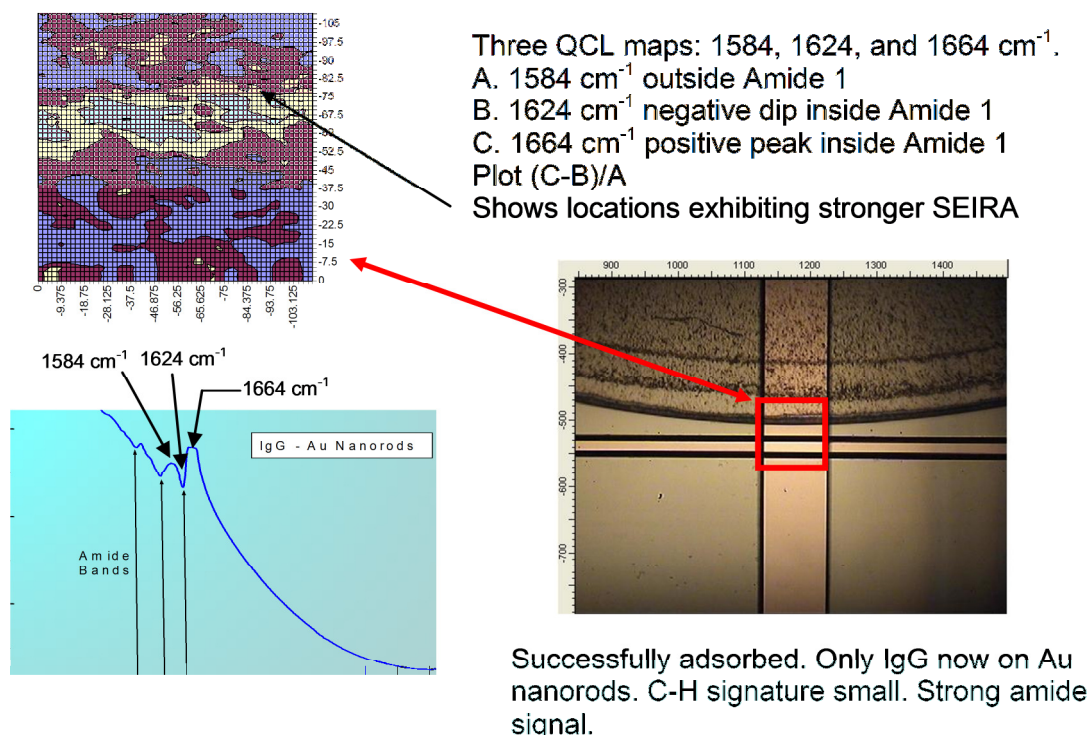 -105
97.5
-90
-82.5
-75
-67.5
-52.5
-45
-37.5
-30
-22.5
-15
-7.5
0
0
-9.375
-18.75
-28.125
-37.5
-46.875
-56.25
-65.625
-75
-84.375
-93.75
-103.125
Three QCL maps: 1584, 1624, and 1664 cm⁻¹.
A. 1584 cm⁻¹ outside Amide 1
B. 1624 cm⁻¹ negative dip inside Amide 1
C. 1664 cm⁻¹ positive peak inside Amide 1
Plot (C-B)/A
Shows locations exhibiting stronger SEIRA
900
1000
1100
1200
1300
1400
-300
-400
-500
-600
-700
1584 cm⁻¹
1624 cm⁻¹
1664 cm⁻¹
IgG - Au Nanorods
Amide
Bands
Successfully adsorbed. Only IgG now on Au
nanorods. C-H signature small. Strong amide
signal.